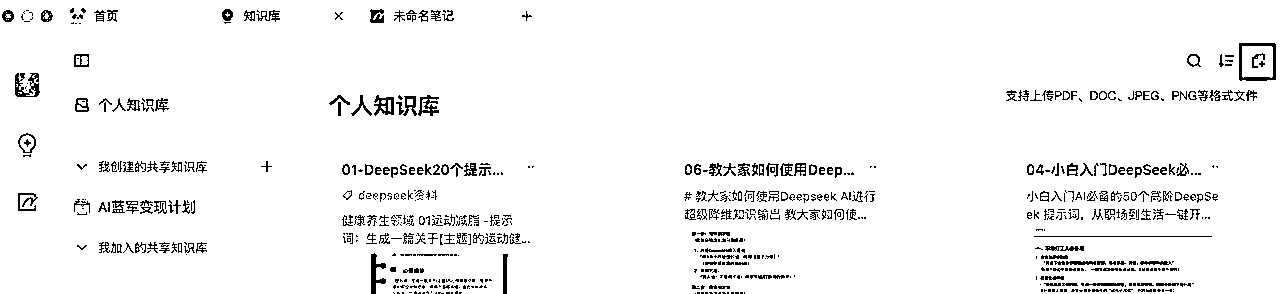 首页
知识库
未命名笔记
个人知识库
我创建的共享知识库
AI蓝军变现计划
我加入的共享知识库
个人知识库
支持上传PDF、DOC、JPEG、PNG等格式文件
01-DeepSeek20个提示...
deepseek资料
健康养生领域 01运动减脂 -提示
词：生成一篇关于[主题]的运动健...
06-教大家如何使用Deep...
# 教大家如何使用Deepseek AI进行
超级降维知识输出 教大家如何使...
04-小白入门DeepSeek必...
小白入门AI必备的50个高阶DeepSe
ek 提示词，从职场到生活一键开...